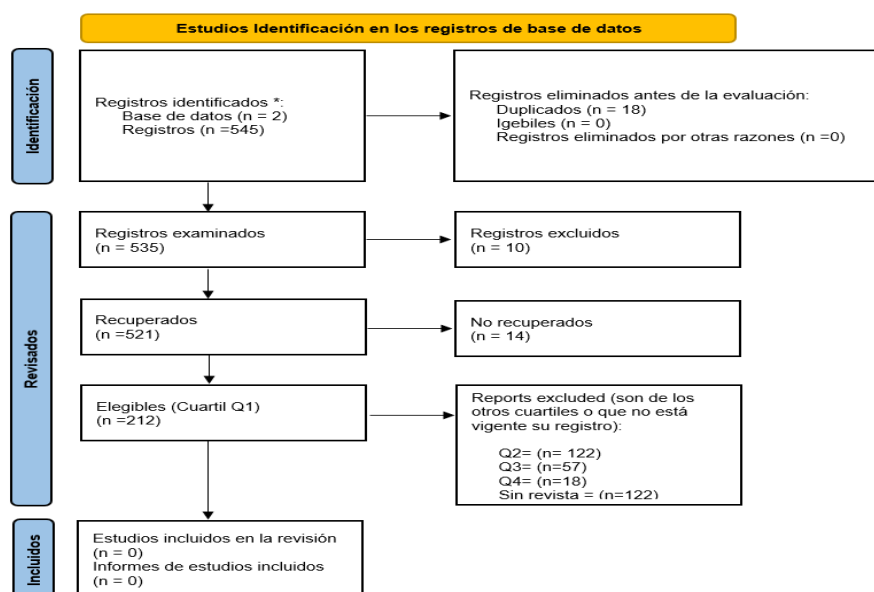 Estudios Identificación en los registros de base de datos
Identificación
Registros identificados *:
Base de datos (n = 2)
Registros (n =545)
Registros eliminados antes de la evaluación:
Duplicados (n = 18)
Igebiles (n = 0)
Registros eliminados por otras razones (n =0)
Revisados
Registros examinados
(n = 535)
Registros excluidos
(n = 10)
Recuperados
(n =521)
No recuperados
(n = 14)
Elegibles (Cuartil Q1)
(n =212)
Reports excluded (son de los
otros cuartiles o que no está
vigente su registro):
Q2= (n= 122)
Q3= (n=57)
Q4= (n=18)
Sin revista = (n=122)
Incluidos
Estudios incluidos en la revisión
(n = 0)
Informes de estudios incluidos
(n = 0)